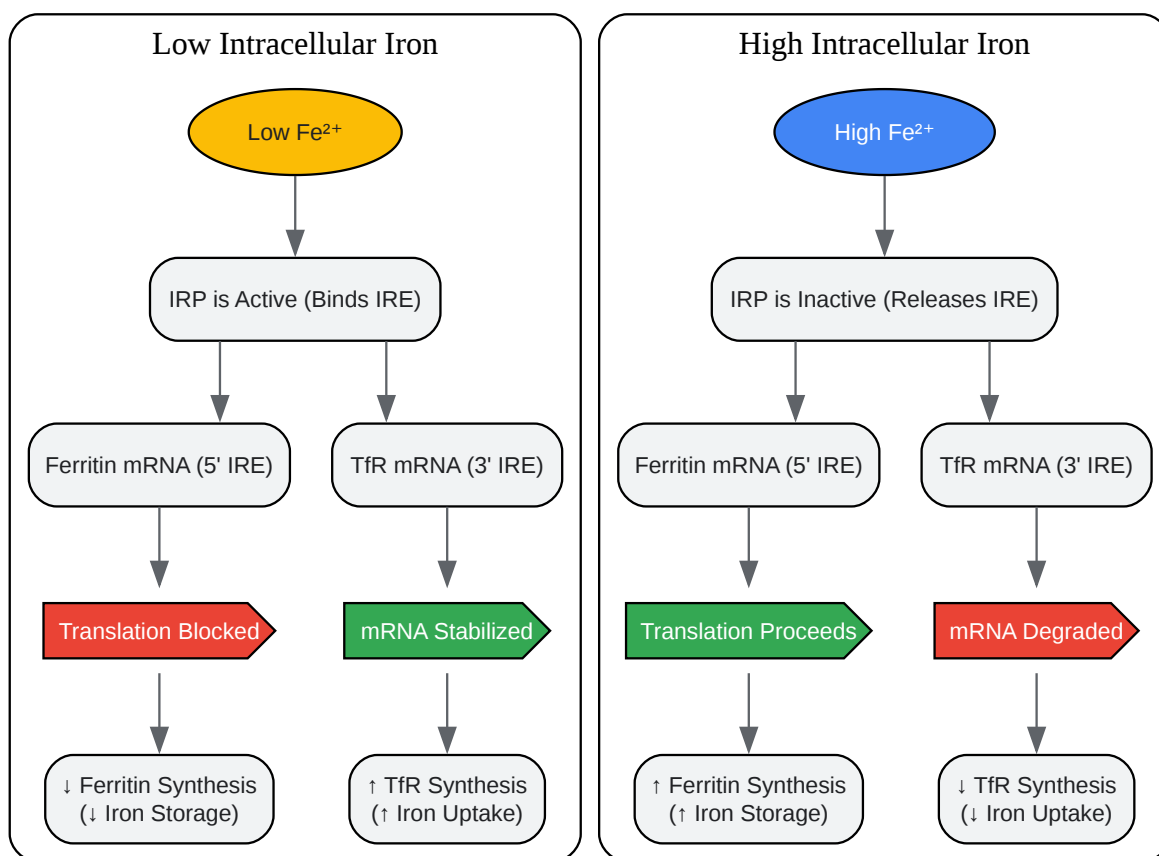 Low Intracellular Iron
Low Fe²⁺
IRP is Active (Binds IRE)
Ferritin mRNA (5' IRE)
TfR mRNA (3' IRE)
Translation Blocked
mRNA Stabilized
↓ Ferritin Synthesis
(↓ Iron Storage)
↑ TfR Synthesis
(↑ Iron Uptake)
High Intracellular Iron
High Fe²⁺
IRP is Inactive (Releases IRE)
Ferritin mRNA (5' IRE)
TfR mRNA (3' IRE)
Translation Proceeds
mRNA Degraded
↑ Ferritin Synthesis
(↑ Iron Storage)
↓ TfR Synthesis
(↓ Iron Uptake)